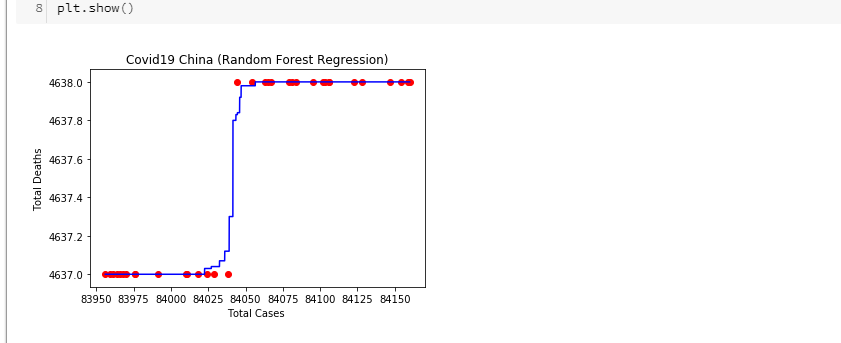 8 plt.show()
Covid19 China (Random Forest Regression)
Total Deaths
4638.0
4637.8
4637.6
4637.4
4637.2
4637.0
83950 83975 84000 84025 84050 84075 84100 84125 84150
Total Cases